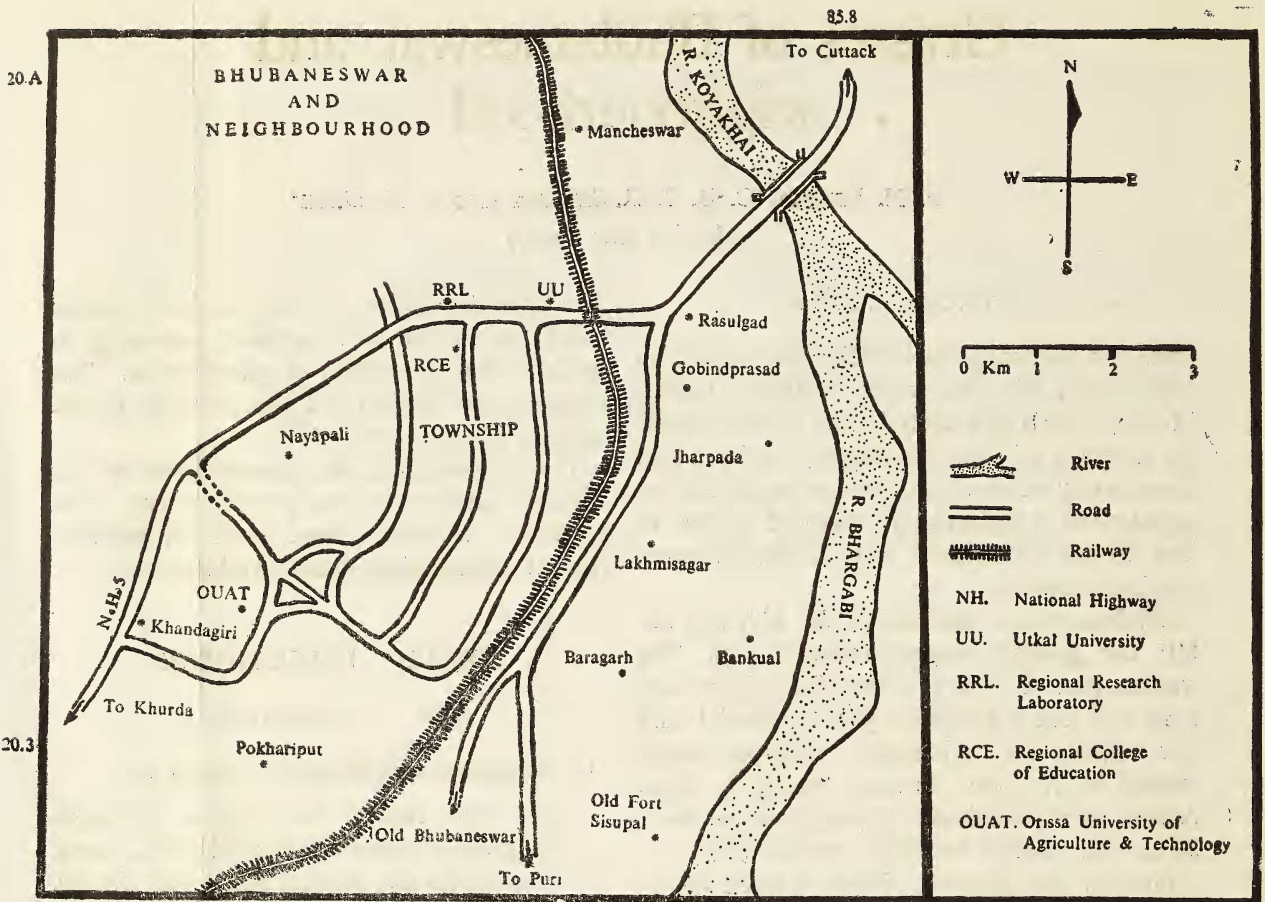 85.8
20.A
BHUBANESWAR
AND
NEIGHBOURHOOD
To Cuttack
R. KOYAKHAI
Mancheswar
RRL
UU
Rasulgad
RCE
Gobindprasad
Nayapali
TOWNSHIP
Jharpada
R. BHARGABI
Lakhmisagar
OUAT
N.H.5
Khandagiri
Baragarh
Bankual
To Khurda
20.3
Pokhariput
Old Fort
Sisupal
Old Bhubaneswar
To Puri
N
W
E
S
0 Km 1 2 3
River
Road
Railway
NH. National Highway
UU. Utkal University
RRL. Regional Research
Laboratory
RCE. Regional College
of Education
OUAT. Orissa University of
Agriculture & Technology